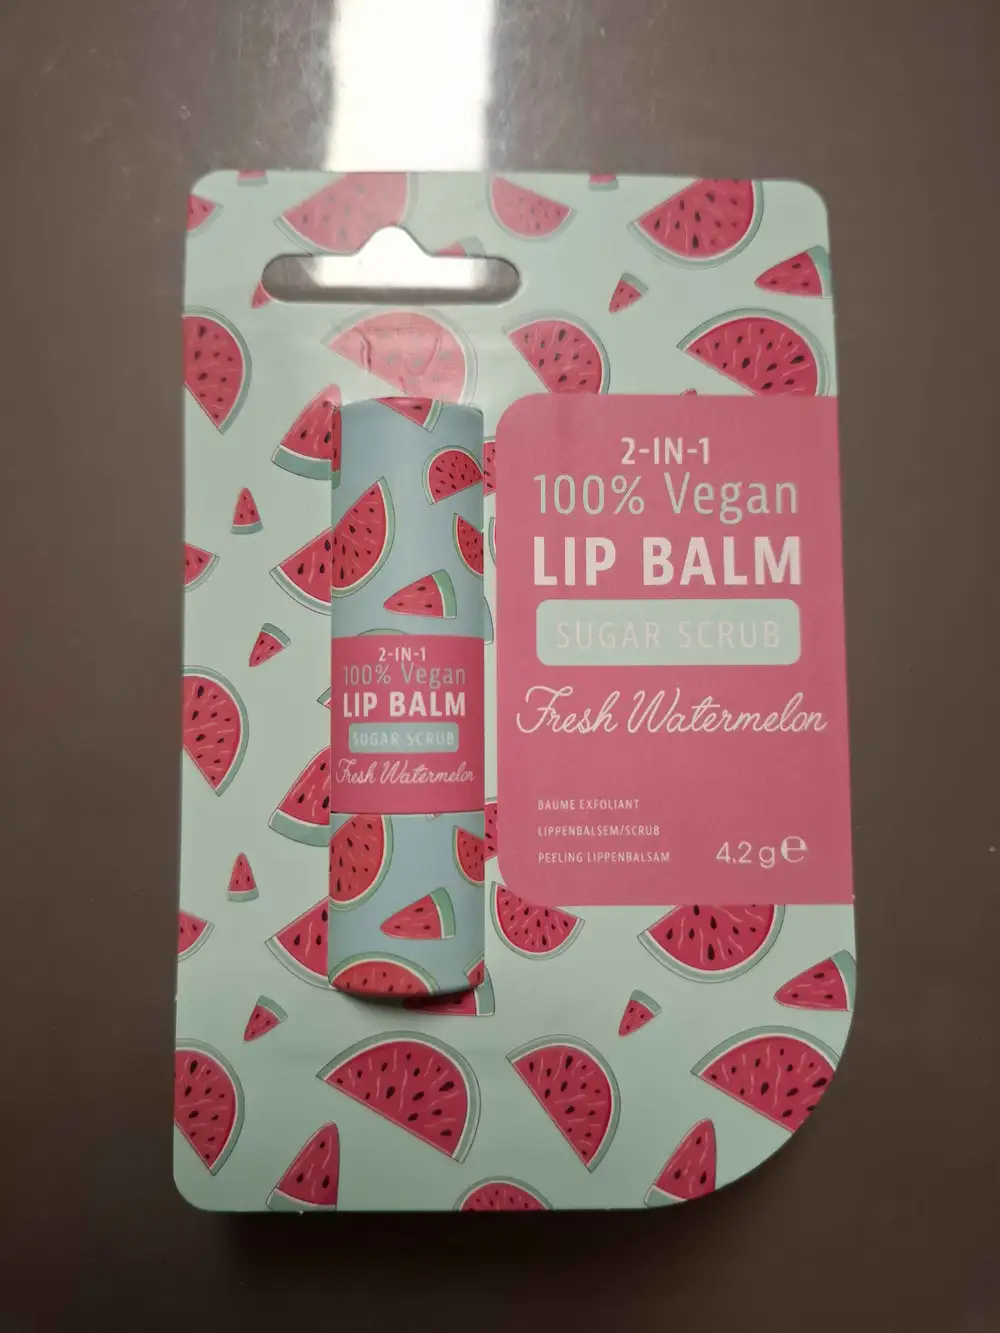 2-IN-1
100% Vegan
LIP BALM
SUGAR SCRUB
Fresh Watermelon
BAUME EXFOLIANT
LIPPENBALSEM/SCRUB
PEELING LIPPENBALSAM
4.2 g ℮
2-IN-1
100% Vegan
LIP BALM
SUGAR SCRUB
Fresh Watermelon